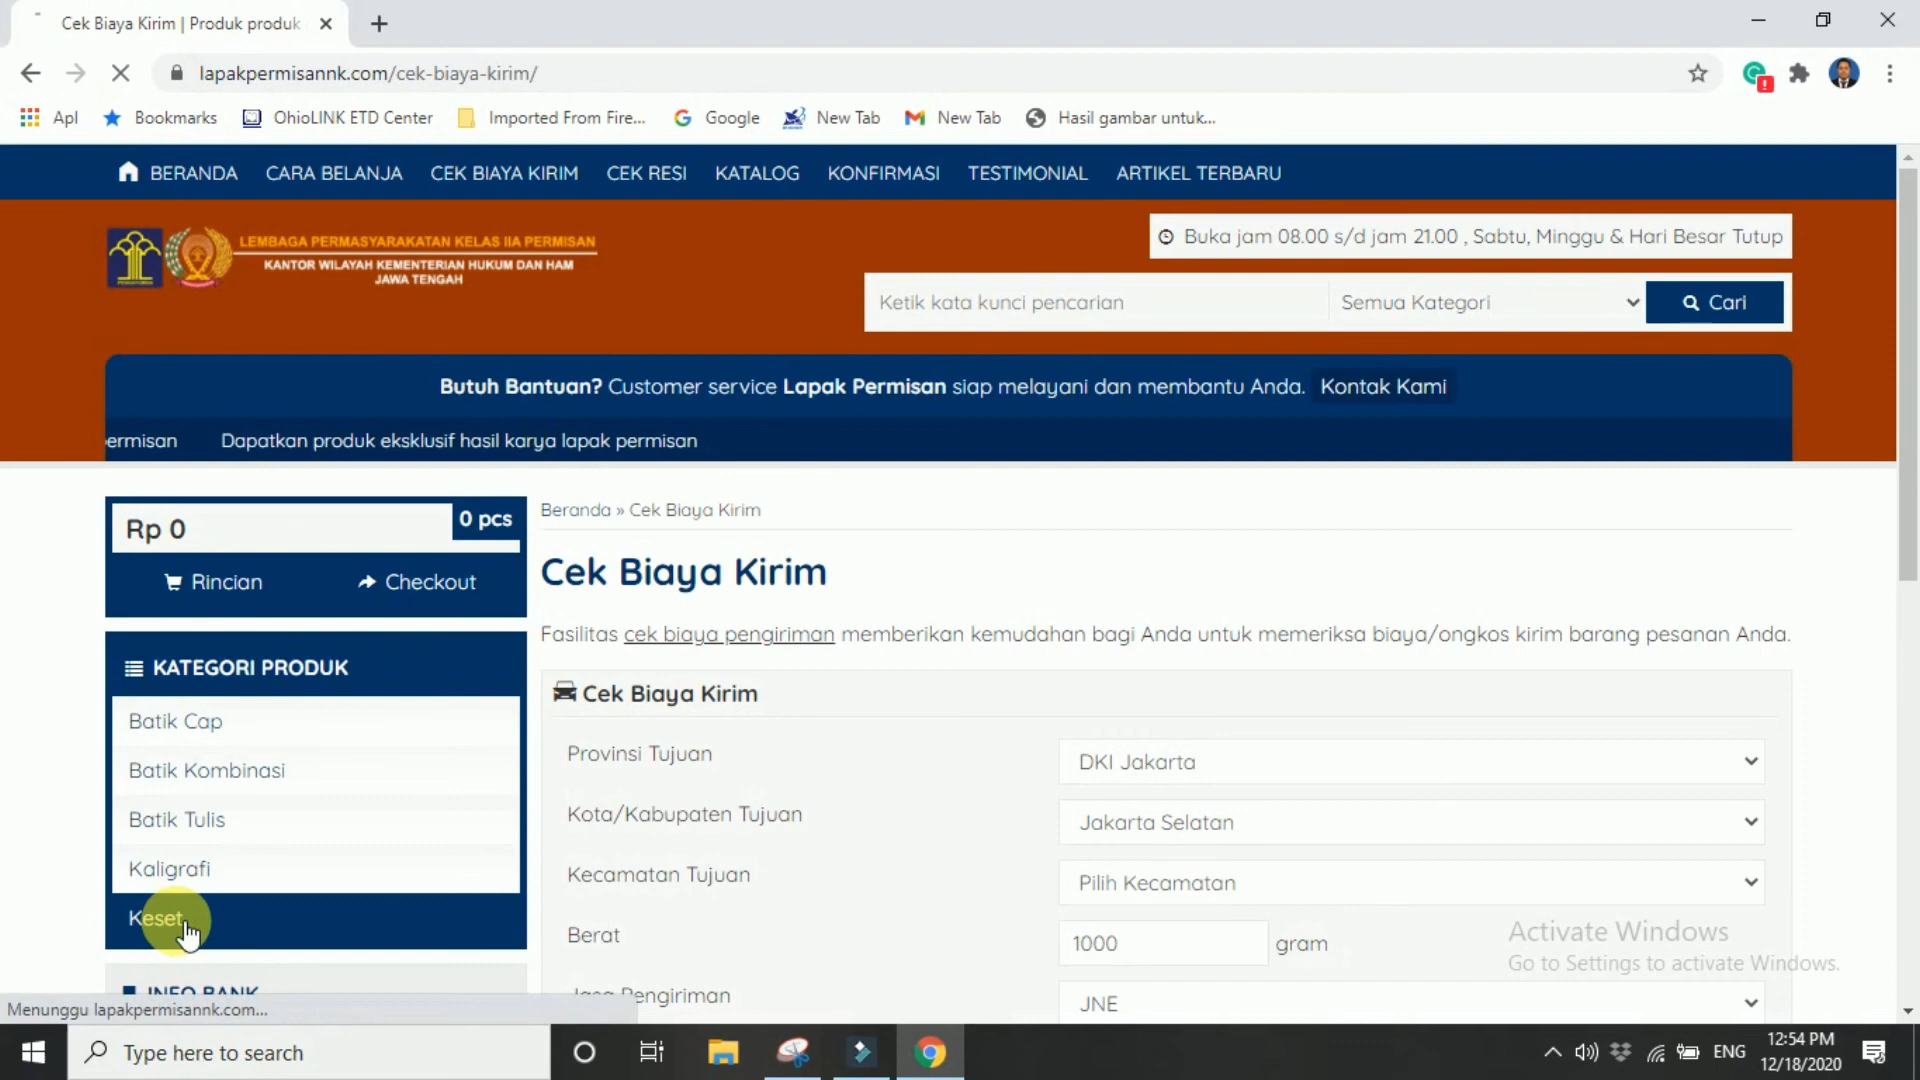 Cek Biaya Kirim | Produk produk
lapakpermisannk.com/cek-biaya-kirim/
Apl
Bookmarks
OhioLINK ETD Center
Imported From Fire...
Google
New Tab
New Tab
Hasil gambar untuk...
BERANDA
CARA BELANJA
CEK BIAYA KIRIM
CEK RESI
KATALOG
KONFIRMASI
TESTIMONIAL
ARTIKEL TERBARU
LEMBAGA PERMASYARAKATAN KELAS IIA PERMISAN
KANTOR WILAYAH KEMENTERIAN HUKUM DAN HAM
JAWA TENGAH
Buka jam 08.00 s/d jam 21.00 , Sabtu, Minggu & Hari Besar Tutup
Ketik kata kunci pencarian
Semua Kategori
Cari
Butuh Bantuan? Customer service Lapak Permisan siap melayani dan membantu Anda. Kontak Kami
ermisan
Dapatkan produk eksklusif hasil karya lapak permisan
Rp 0
0 pcs
Rincian
Checkout
KATEGORI PRODUK
Batik Cap
Batik Kombinasi
Batik Tulis
Kaligrafi
Keset
INFO BANK
Beranda » Cek Biaya Kirim
Cek Biaya Kirim
Fasilitas cek biaya pengiriman memberikan kemudahan bagi Anda untuk memeriksa biaya/ongkos kirim barang pesanan Anda.
Cek Biaya Kirim
Provinsi Tujuan
DKI Jakarta
Kota/Kabupaten Tujuan
Jakarta Selatan
Kecamatan Tujuan
Pilih Kecamatan
Berat
1000
gram
Jasa Pengiriman
JNE
Activate Windows
Go to Settings to activate Windows.
Menunggu lapakpermisannk.com...
Type here to search
ENG
12:54 PM
12/18/2020